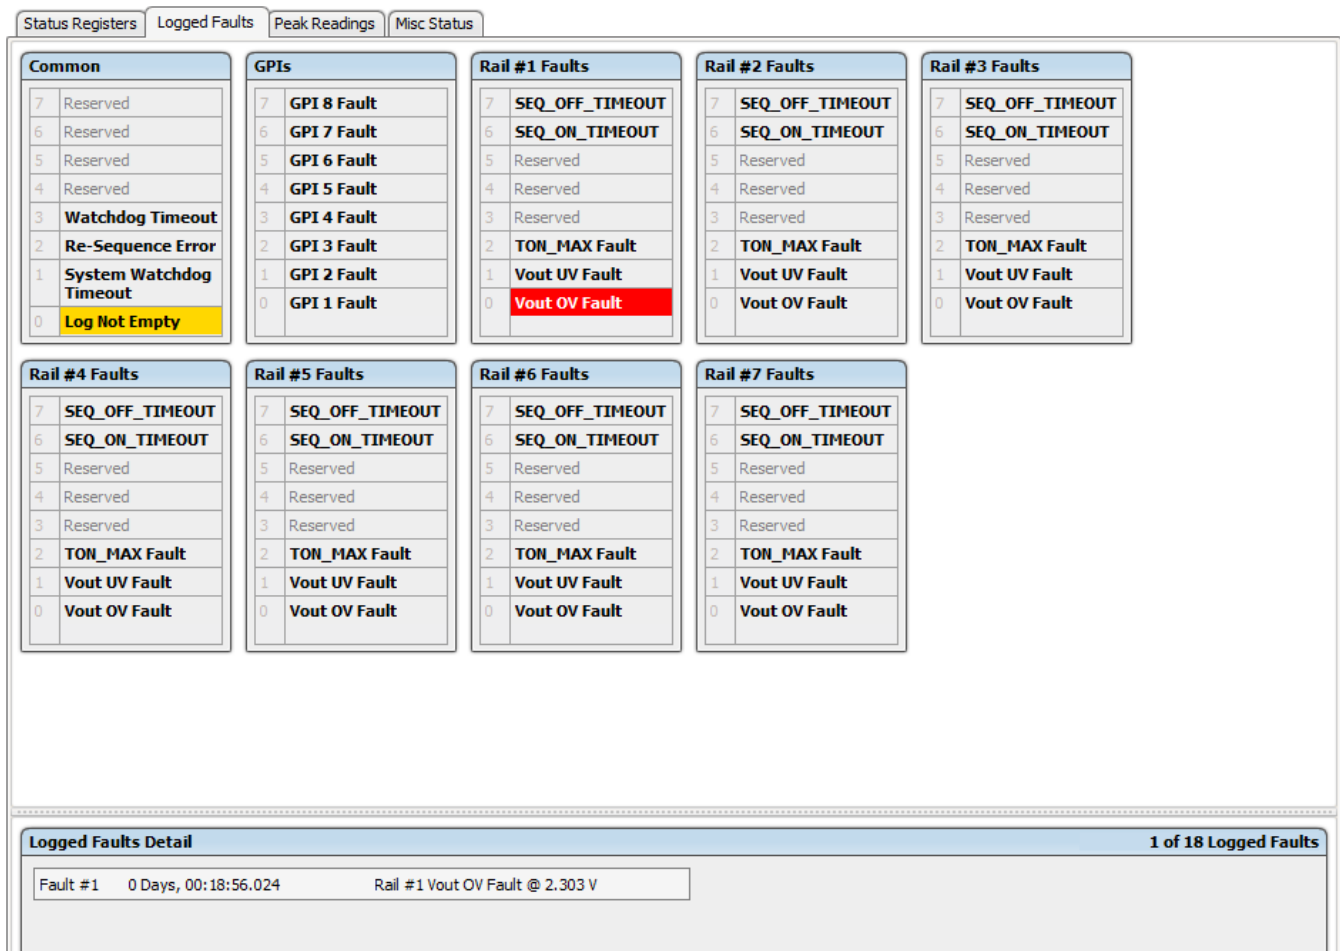 Status Registers
Logged Faults
Peak Readings
Misc Status
Common
7 Reserved
6 Reserved
5 Reserved
4 Reserved
3 Watchdog Timeout
2 Re-Sequence Error
1 System Watchdog
Timeout
0 Log Not Empty
GPIs
7 GPI 8 Fault
6 GPI 7 Fault
5 GPI 6 Fault
4 GPI 5 Fault
3 GPI 4 Fault
2 GPI 3 Fault
1 GPI 2 Fault
0 GPI 1 Fault
Rail #1 Faults
7 SEQ_OFF_TIMEOUT
6 SEQ_ON_TIMEOUT
5 Reserved
4 Reserved
3 Reserved
2 TON_MAX Fault
1 Vout UV Fault
0 Vout OV Fault
Rail #2 Faults
7 SEQ_OFF_TIMEOUT
6 SEQ_ON_TIMEOUT
5 Reserved
4 Reserved
3 Reserved
2 TON_MAX Fault
1 Vout UV Fault
0 Vout OV Fault
Rail #3 Faults
7 SEQ_OFF_TIMEOUT
6 SEQ_ON_TIMEOUT
5 Reserved
4 Reserved
3 Reserved
2 TON_MAX Fault
1 Vout UV Fault
0 Vout OV Fault
Rail #4 Faults
7 SEQ_OFF_TIMEOUT
6 SEQ_ON_TIMEOUT
5 Reserved
4 Reserved
3 Reserved
2 TON_MAX Fault
1 Vout UV Fault
0 Vout OV Fault
Rail #5 Faults
7 SEQ_OFF_TIMEOUT
6 SEQ_ON_TIMEOUT
5 Reserved
4 Reserved
3 Reserved
2 TON_MAX Fault
1 Vout UV Fault
0 Vout OV Fault
Rail #6 Faults
7 SEQ_OFF_TIMEOUT
6 SEQ_ON_TIMEOUT
5 Reserved
4 Reserved
3 Reserved
2 TON_MAX Fault
1 Vout UV Fault
0 Vout OV Fault
Rail #7 Faults
7 SEQ_OFF_TIMEOUT
6 SEQ_ON_TIMEOUT
5 Reserved
4 Reserved
3 Reserved
2 TON_MAX Fault
1 Vout UV Fault
0 Vout OV Fault
Logged Faults Detail 1 of 18 Logged Faults
Fault #1 0 Days, 00:18:56.024 Rail #1 Vout OV Fault @ 2.303 V